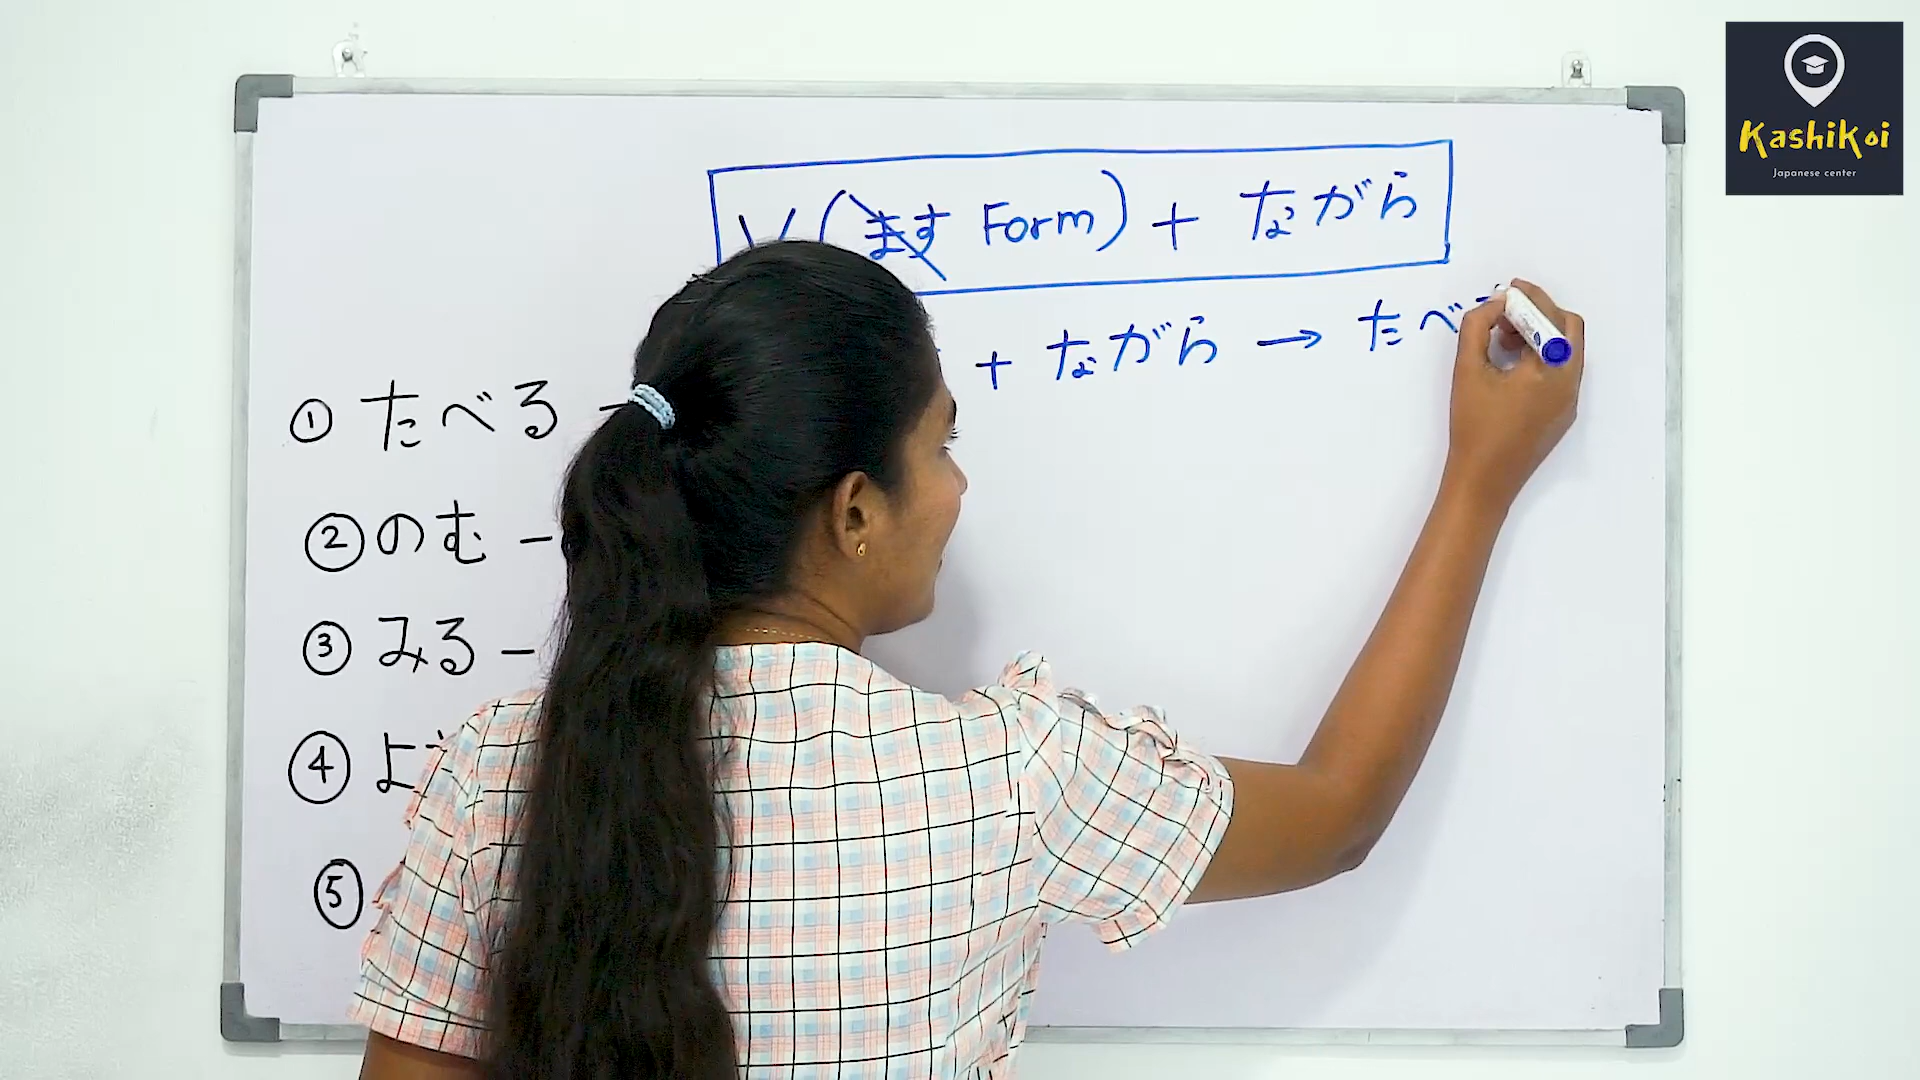 V (ます Form) + ながら
+ ながら → たべ
① たべる –
② のむ –
③ みる –
④ よ
⑤
Kashikoi
Japanese center